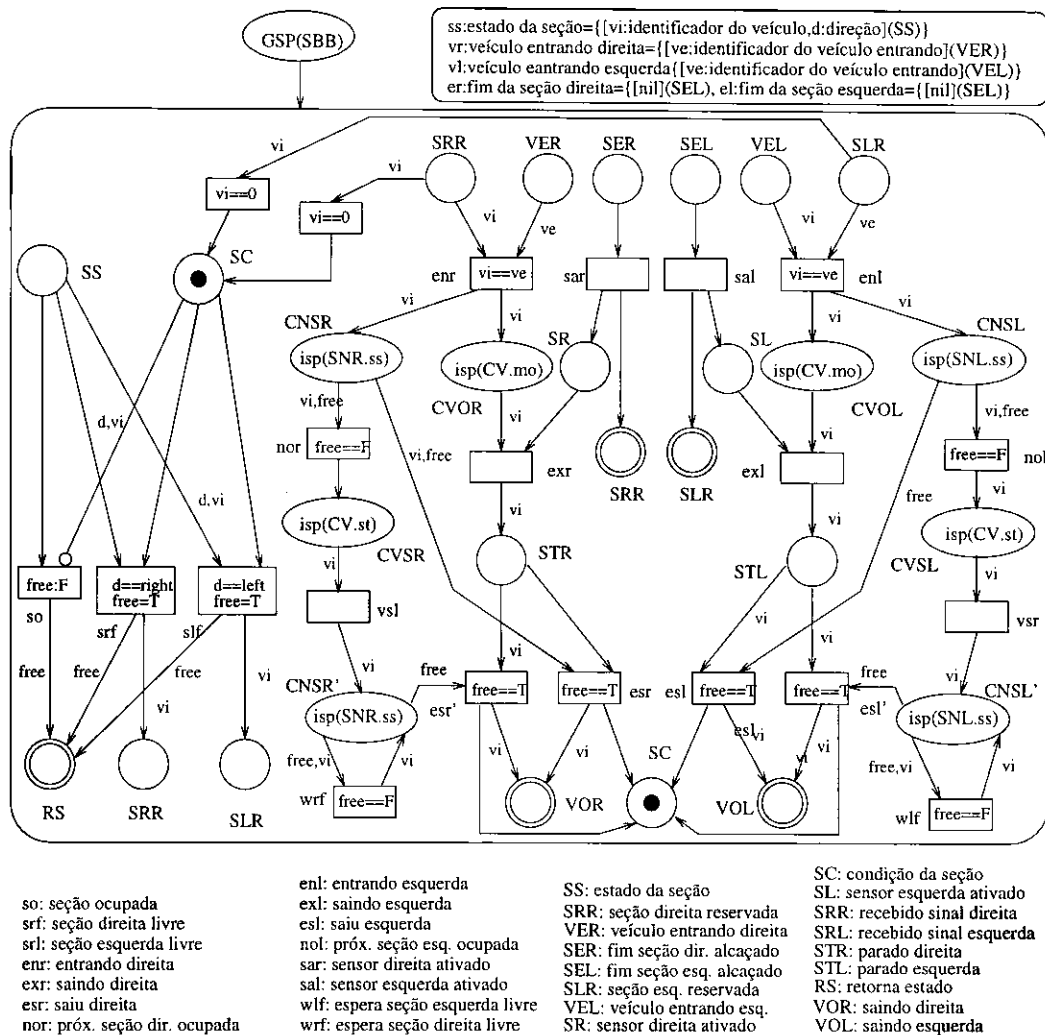 GSP(SBB)
ss:estado da seção={[vi:identificador do veículo,d:direção](SS)}
vr:veículo entrando direita={[ve:identificador do veículo entrando](VER)}
vl:veículo eantrando esquerda{[ve:identificador do veículo entrando](VEL)}
er:fim da seção direita={[nil](SEL), el:fim da seção esquerda={[nil](SEL)}
SRR VER SER SEL VEL SLR
vi vi
vi==0 vi==0
vi ve vi ve
SS SC
enr vi==ve sar sal vi==ve enl
vi vi vi vi
CNSR SR SL CNSL
isp(SNR.ss) isp(CV.mo) isp(CV.mo) isp(SNL.ss)
CVOR CVOL
vi,free vi vi vi,free
d,vi
nor free==F vi,free exr exl free==F nol
SRR SLR
d,vi vi vi free vi
isp(CV.st) isp(CV.st)
CVSR STR STL CVSL
vi vi
free:F d==right d==left
free=T free=T
so srf slf
vsl vsr
free free free vi vi
vi vi vi vi vi
CNSR' free free CNSL'
free==T free==T esr esl free==T free==T
isp(SNR.ss) esr' esl' isp(SNL.ss)
esl
free,vi vi vi vi SC vi vi free,vi vi
wrf free==F VOR VOL wlf free==F
RS SRR SLR
so: seção ocupada
srf: seção direita livre
srl: seção esquerda livre
enr: entrando direita
exr: saindo direita
esr: saiu direita
nor: próx. seção dir. ocupada
enl: entrando esquerda
exl: saindo esquerda
esl: saiu esquerda
nol: próx. seção esq. ocupada
sar: sensor direita ativado
sal: sensor esquerda ativado
wlf: espera seção esquerda livre
wrf: espera seção direita livre
SS: estado da seção
SRR: seção direita reservada
VER: veículo entrando direita
SER: fim seção dir. alcaçado
SEL: fim seção esq. alcaçado
SLR: seção esq. reservada
VEL: veículo entrando esq.
SR: sensor direita ativado
SC: condição da seção
SL: sensor esquerda ativado
SRR: recebido sinal direita
SRL: recebido sinal esquerda
STR: parado direita
STL: parado esquerda
RS: retorna estado
VOR: saindo direita
VOL: saindo esquerda